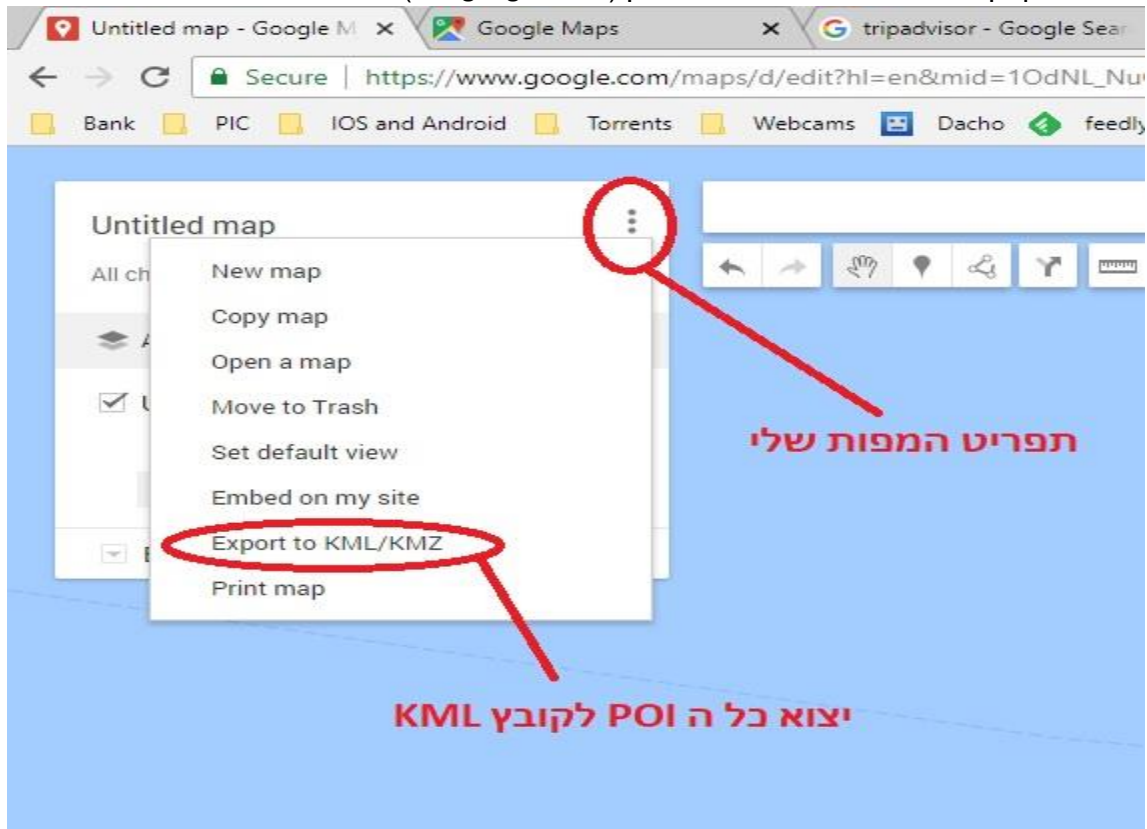 Untitled map - Google M
Google Maps
tripadvisor - Google Sear
Secure | https://www.google.com/maps/d/edit?hl=en&mid=1OdNL_Nu
Bank PIC IOS and Android Torrents Webcams Dacho feedly
Untitled map
All ch
New map
Copy map
Open a map
Move to Trash
Set default view
Embed on my site
Export to KML/KMZ
Print map
תפריט המפות שלי
יצוא כל ה POI לקובץ KML